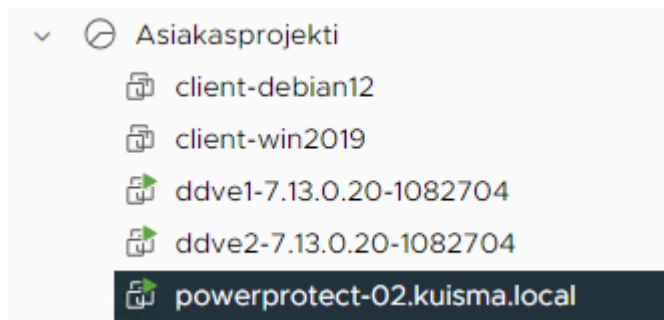 Asiakasprojekti
client-debian12
client-win2019
ddve1-7.13.0.20-1082704
ddve2-7.13.0.20-1082704
powerprotect-02.kuisma.local